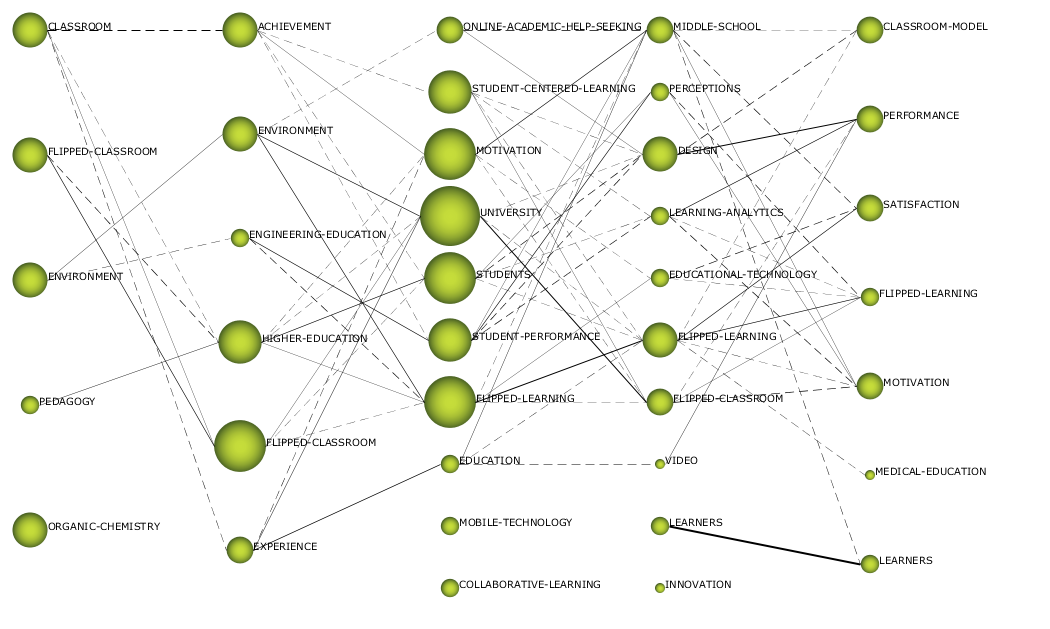 CLASSROOM
FLIPPED-CLASSROOM
ENVIRONMENT
PEDAGOGY
ORGANIC-CHEMISTRY
ACHIEVEMENT
ENVIRONMENT
ENGINEERING-EDUCATION
HIGHER-EDUCATION
FLIPPED-CLASSROOM
EXPERIENCE
ONLINE-ACADEMIC-HELP-SEEKING
STUDENT-CENTERED-LEARNING
MOTIVATION
UNIVERSITY
STUDENTS
STUDENT-PERFORMANCE
FLIPPED-LEARNING
EDUCATION
MOBILE-TECHNOLOGY
COLLABORATIVE-LEARNING
MIDDLE-SCHOOL
PERCEPTIONS
DESIGN
LEARNING-ANALYTICS
EDUCATIONAL-TECHNOLOGY
FLIPPED-LEARNING
FLIPPED-CLASSROOM
VIDEO
LEARNERS
INNOVATION
CLASSROOM-MODEL
PERFORMANCE
SATISFACTION
FLIPPED-LEARNING
MOTIVATION
MEDICAL-EDUCATION
LEARNERS